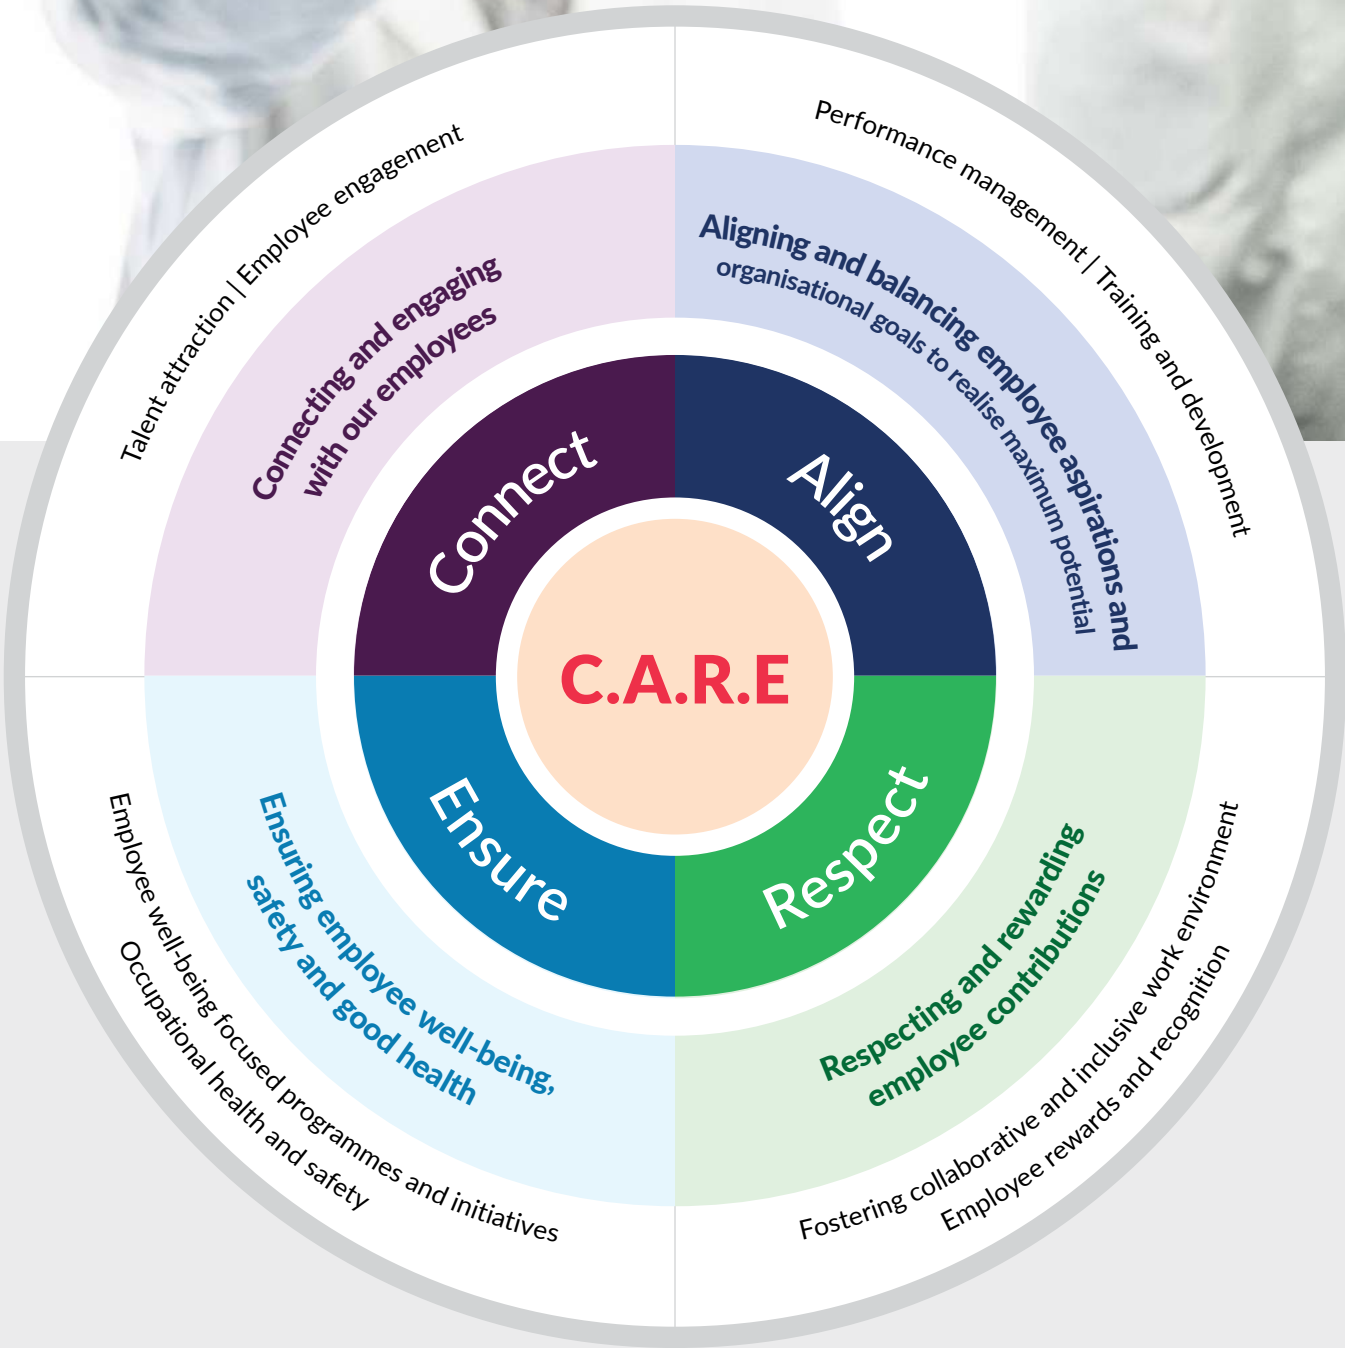 C.A.R.E
Connect
Connecting and engaging
with our employees
Talent attraction | Employee engagement
Align
Aligning and balancing employee aspirations and
organisational goals to realise maximum potential
Performance management | Training and development
Respect
Respecting and rewarding
employee contributions
Fostering collaborative and inclusive work environment
Employee rewards and recognition
Ensure
Ensuring employee well-being,
safety and good health
Employee well-being focused programmes and initiatives
Occupational health and safety